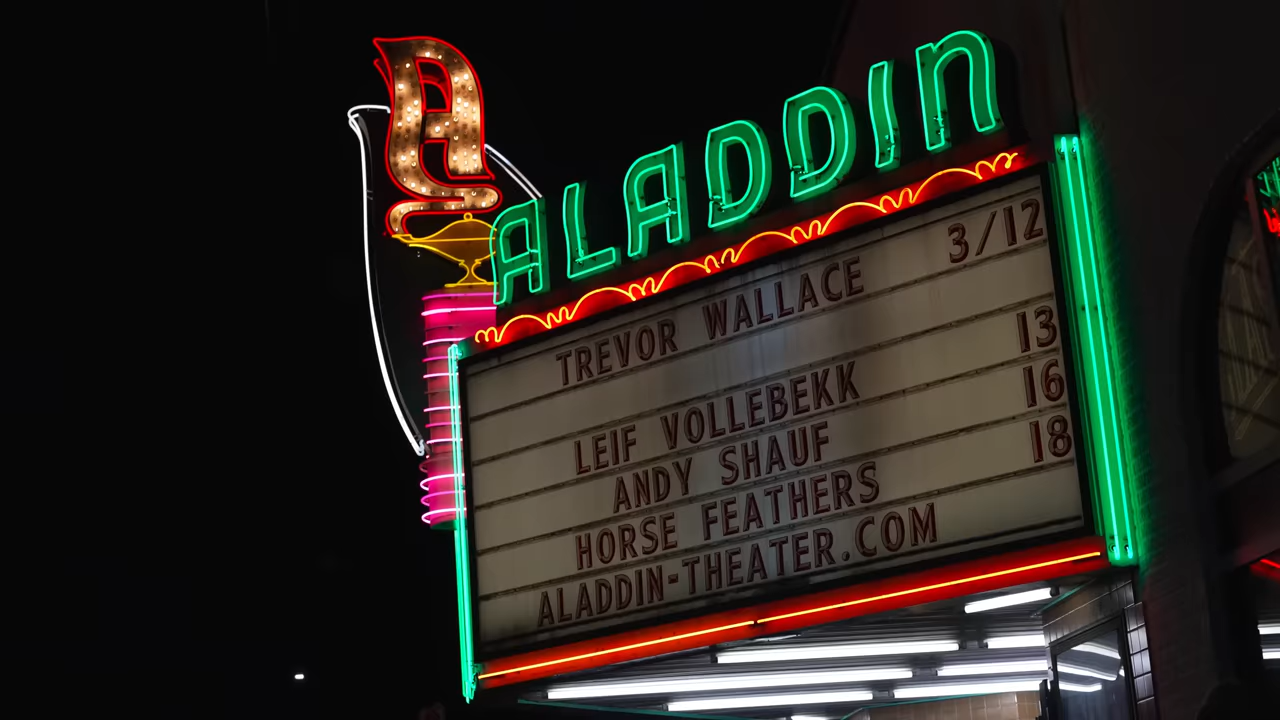 A
ALADDIN
TREVOR WALLACE 3/12
LEIF VOLLEBEKK 13
ANDY SHAUF 16
HORSE FEATHERS 18
ALADDIN-THEATER.COM